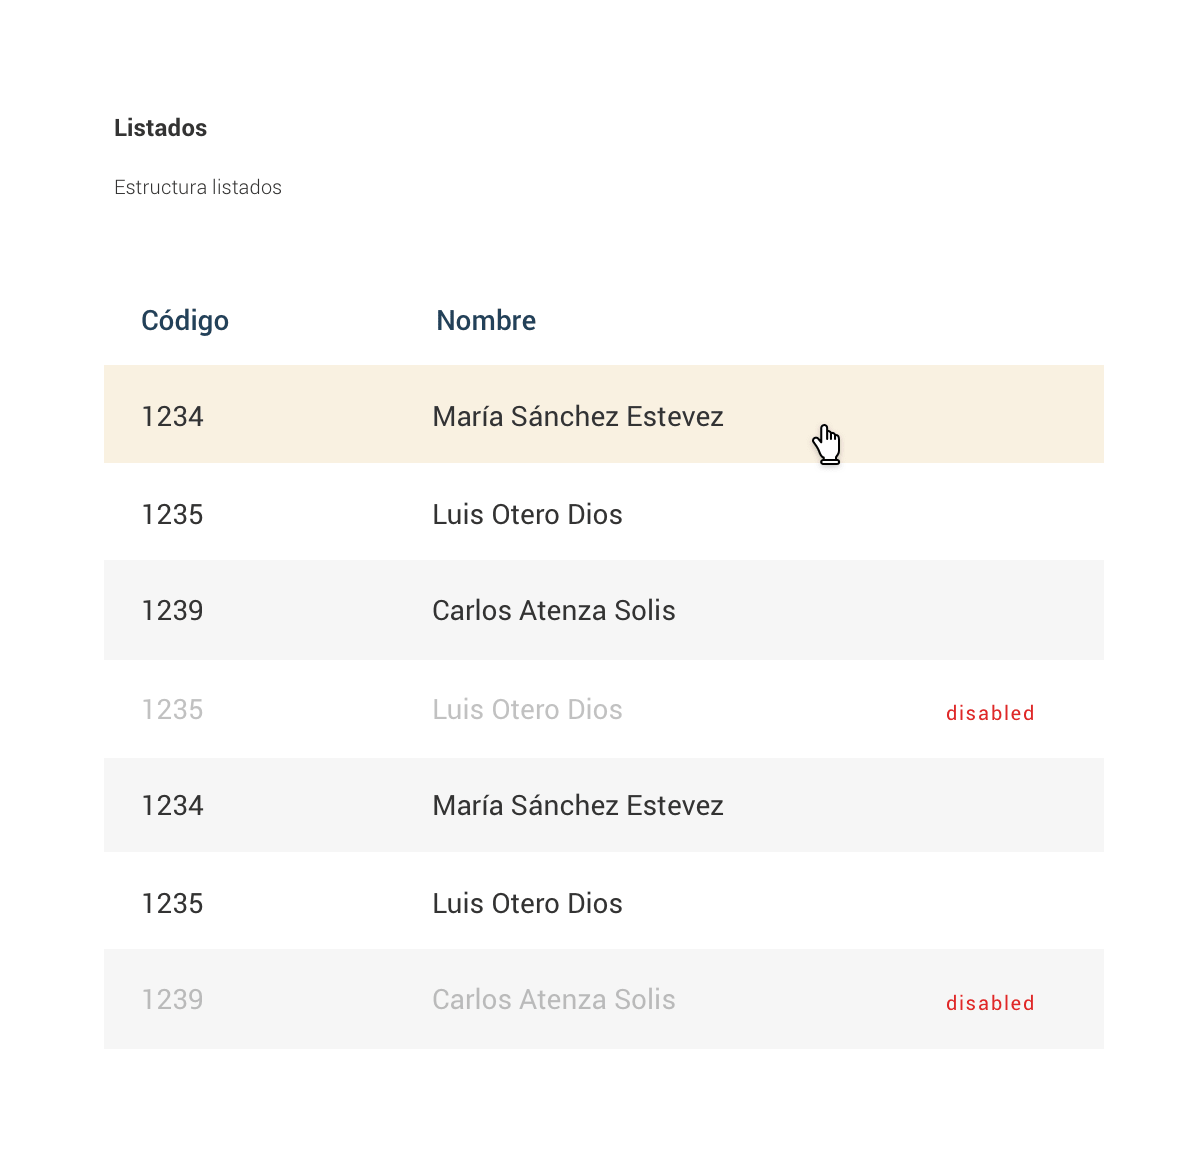 Listados
Estructura listados
Código Nombre
1234 María Sánchez Estevez
1235 Luis Otero Dios
1239 Carlos Atenza Solis
1235 Luis Otero Dios disabled
1234 María Sánchez Estevez
1235 Luis Otero Dios
1239 Carlos Atenza Solis disabled